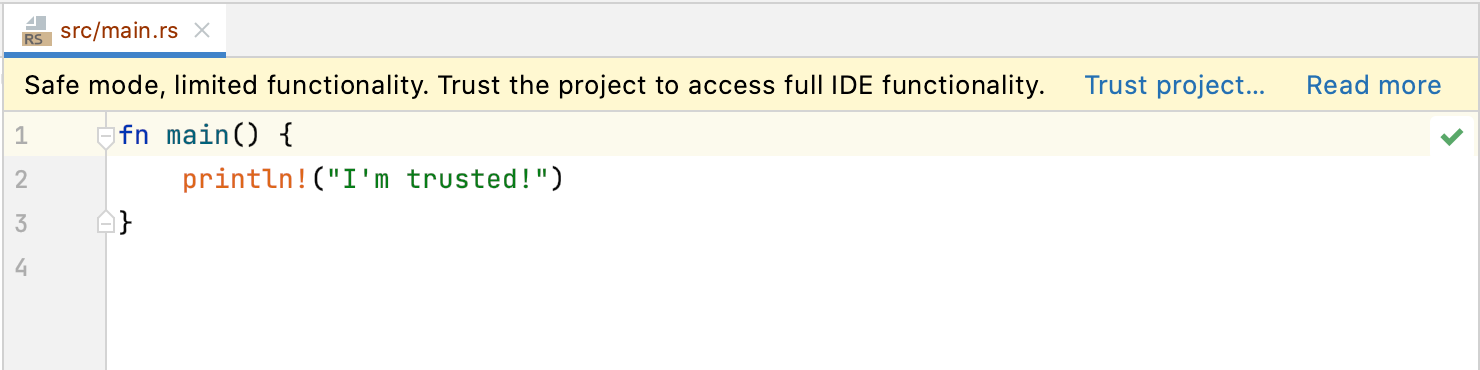 RS src/main.rs
Safe mode, limited functionality. Trust the project to access full IDE functionality. Trust project... Read more
1 fn main() {
2     println!("I'm trusted!")
3 }
4